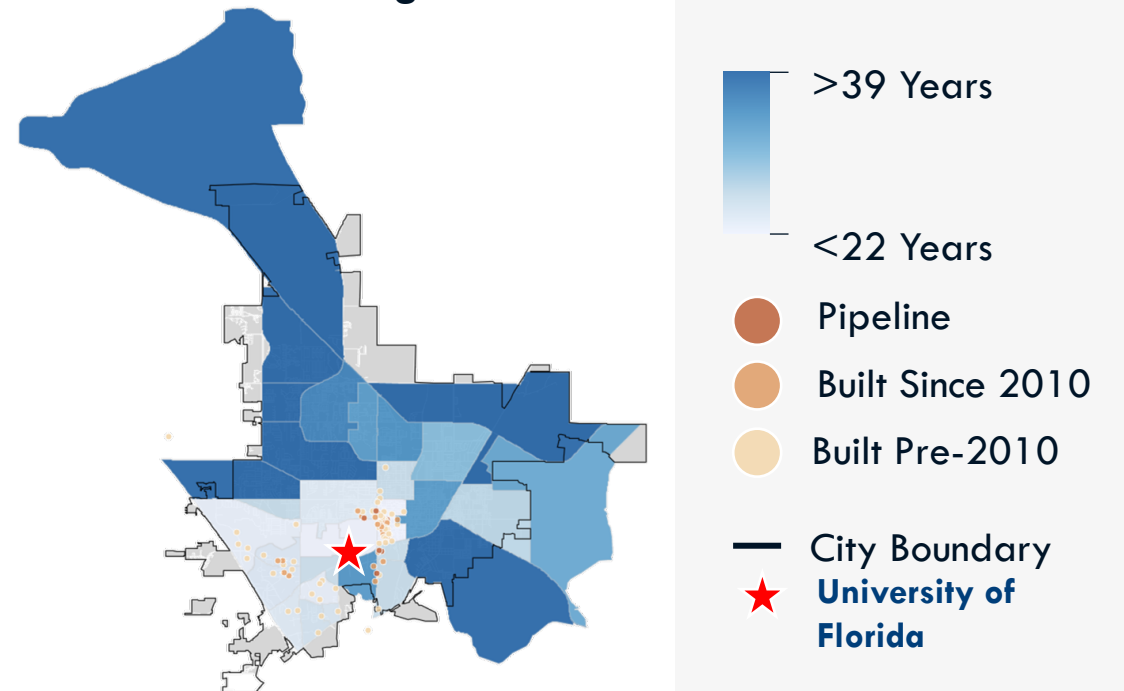 >39 Years
<22 Years
Pipeline
Built Since 2010
Built Pre-2010
City Boundary
University of
Florida